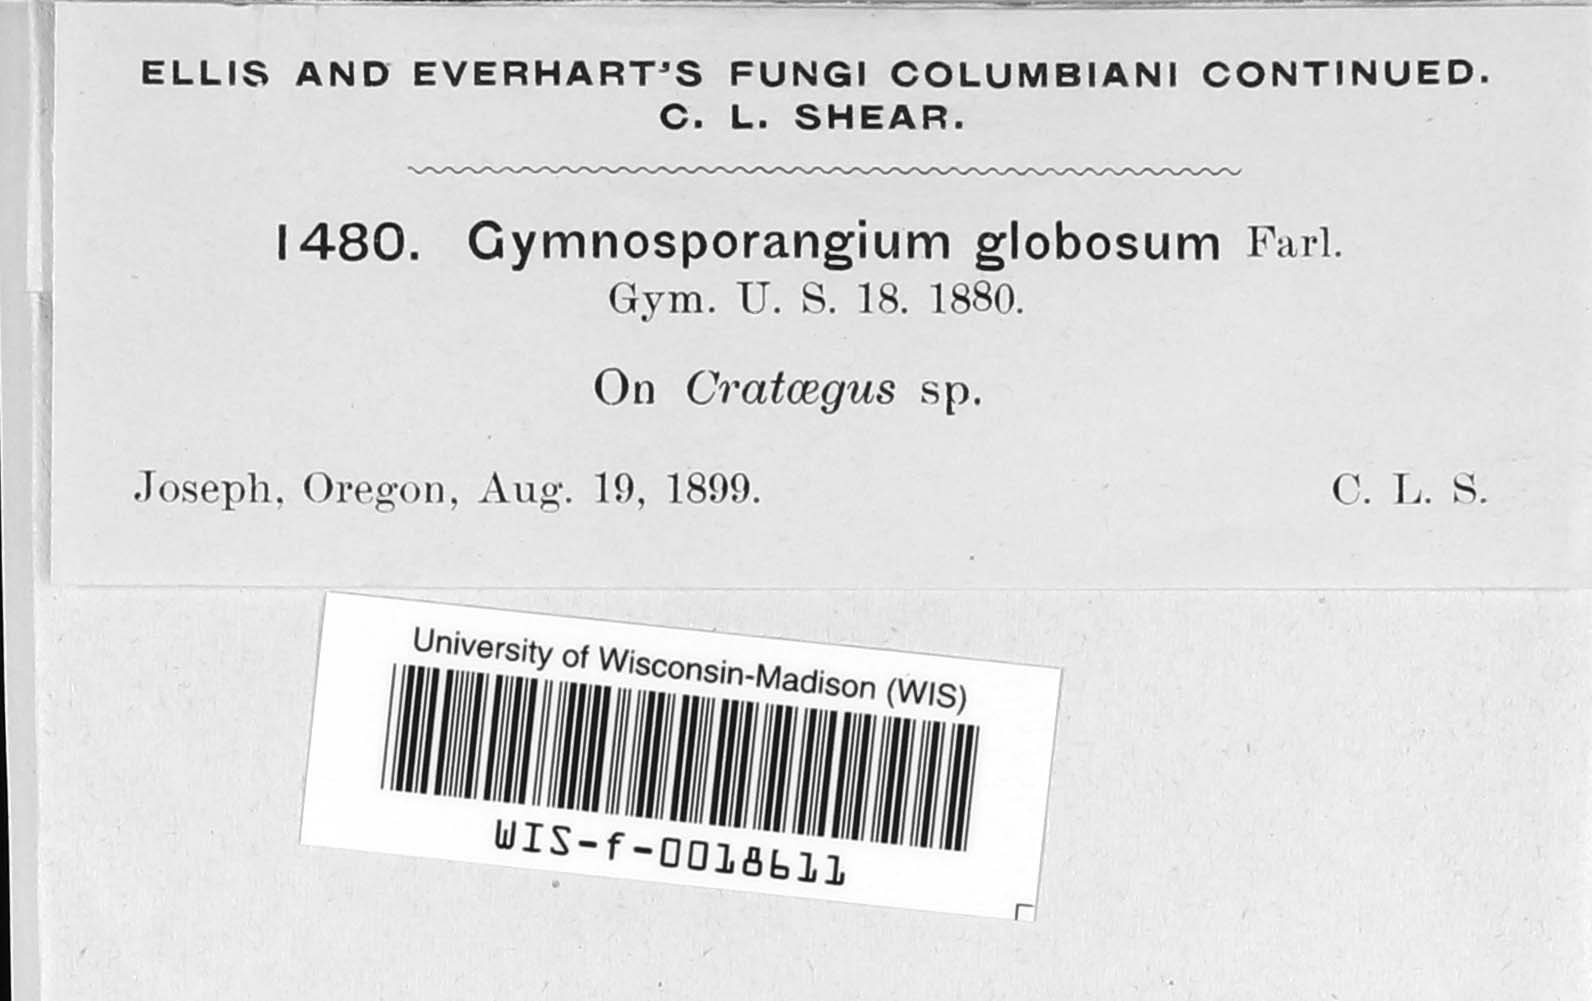 ELLIS AND EVERHART'S FUNGI COLUMBIANI CONTINUED.
C. L. SHEAR.
1480. Gymnosporangium globosum Farl.
Gym. U. S. 18. 1880.
On Cratœgus sp.
Joseph, Oregon, Aug. 19, 1899. C. L. S.
University of Wisconsin-Madison (WIS)
WIS-f-0018611